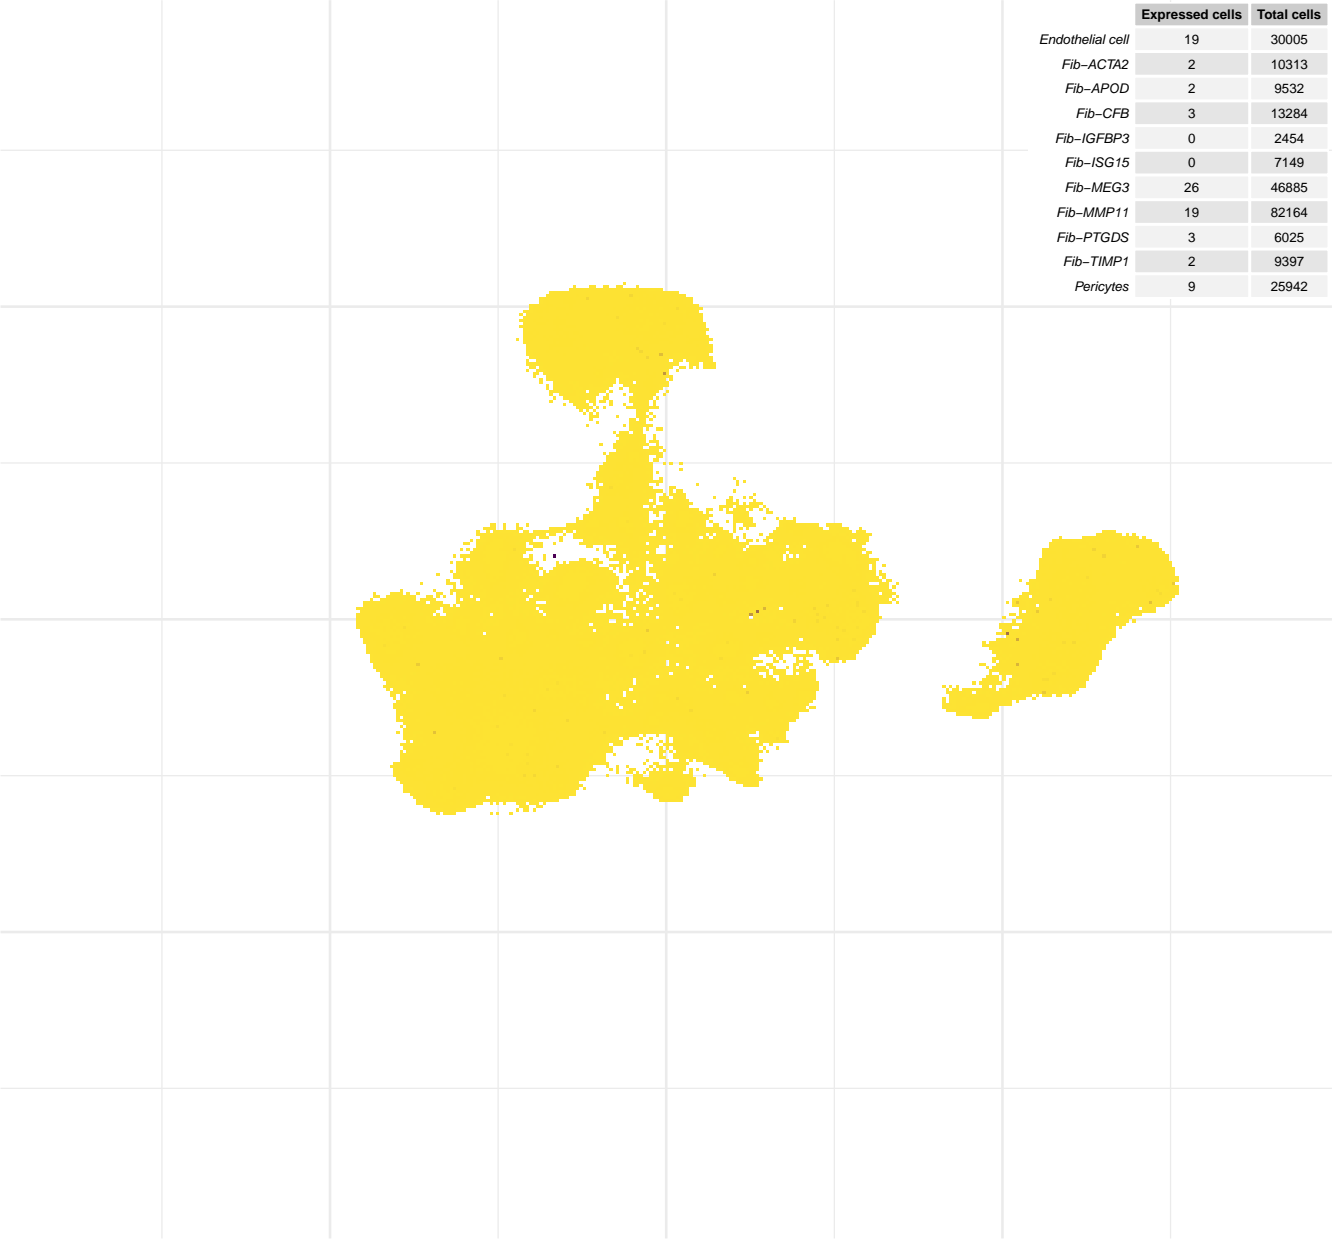 Expressed cells Total cells
Endothelial cell 19 30005
Fib−ACTA2 2 10313
Fib−APOD 2 9532
Fib−CFB 3 13284
Fib−IGFBP3 0 2454
Fib−ISG15 0 7149
Fib−MEG3 26 46885
Fib−MMP11 19 82164
Fib−PTGDS 3 6025
Fib−TIMP1 2 9397
Pericytes 9 25942